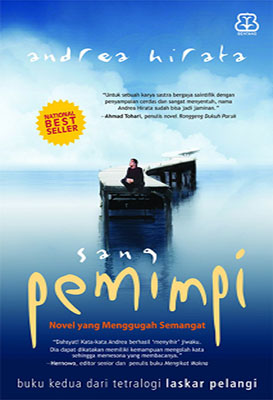 BENTANG
andrea hirata
"Untuk sebuah karya sastra bergaya saintifik dengan
penyampaian cerdas dan sangat menyentuh, nama
Andrea Hirata sudah bisa jadi jaminan."
—Ahmad Tohari, penulis novel Ronggeng Dukuh Paruk
NATIONAL
BEST
SELLER
sang
pemimpi
Novel yang Menggugah Semangat
"Dahsyat! Kata-kata Andrea berhasil 'menyihir' jiwaku.
Dia dapat dikatakan memiliki kemampuan mengolah kata
sehingga memesona yang membacanya."
—Hernowo, editor senior dan penulis buku Mengikat Makna
buku kedua dari tetralogi laskar pelangi